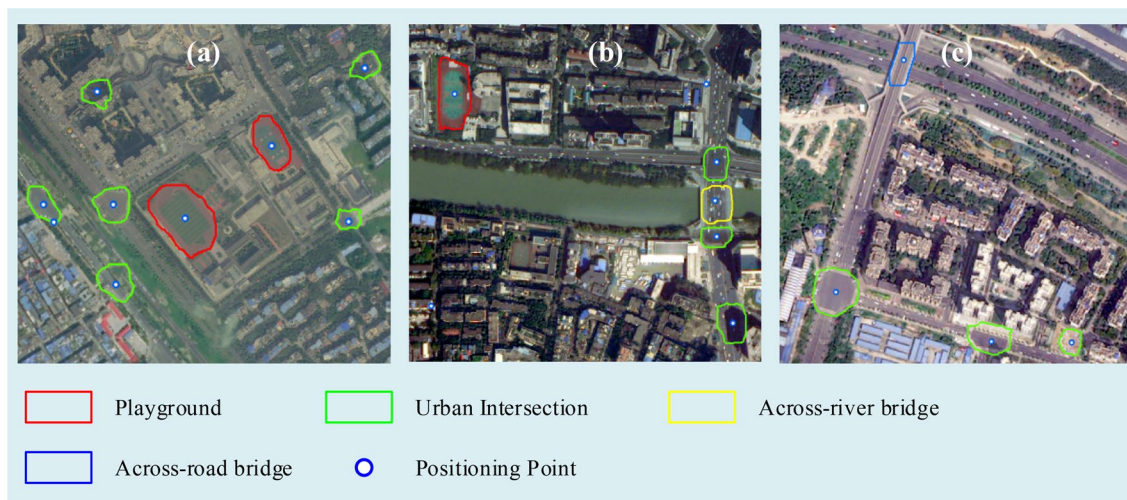 (a) (b) (c)
Playground Urban Intersection Across-river bridge
Across-road bridge Positioning Point